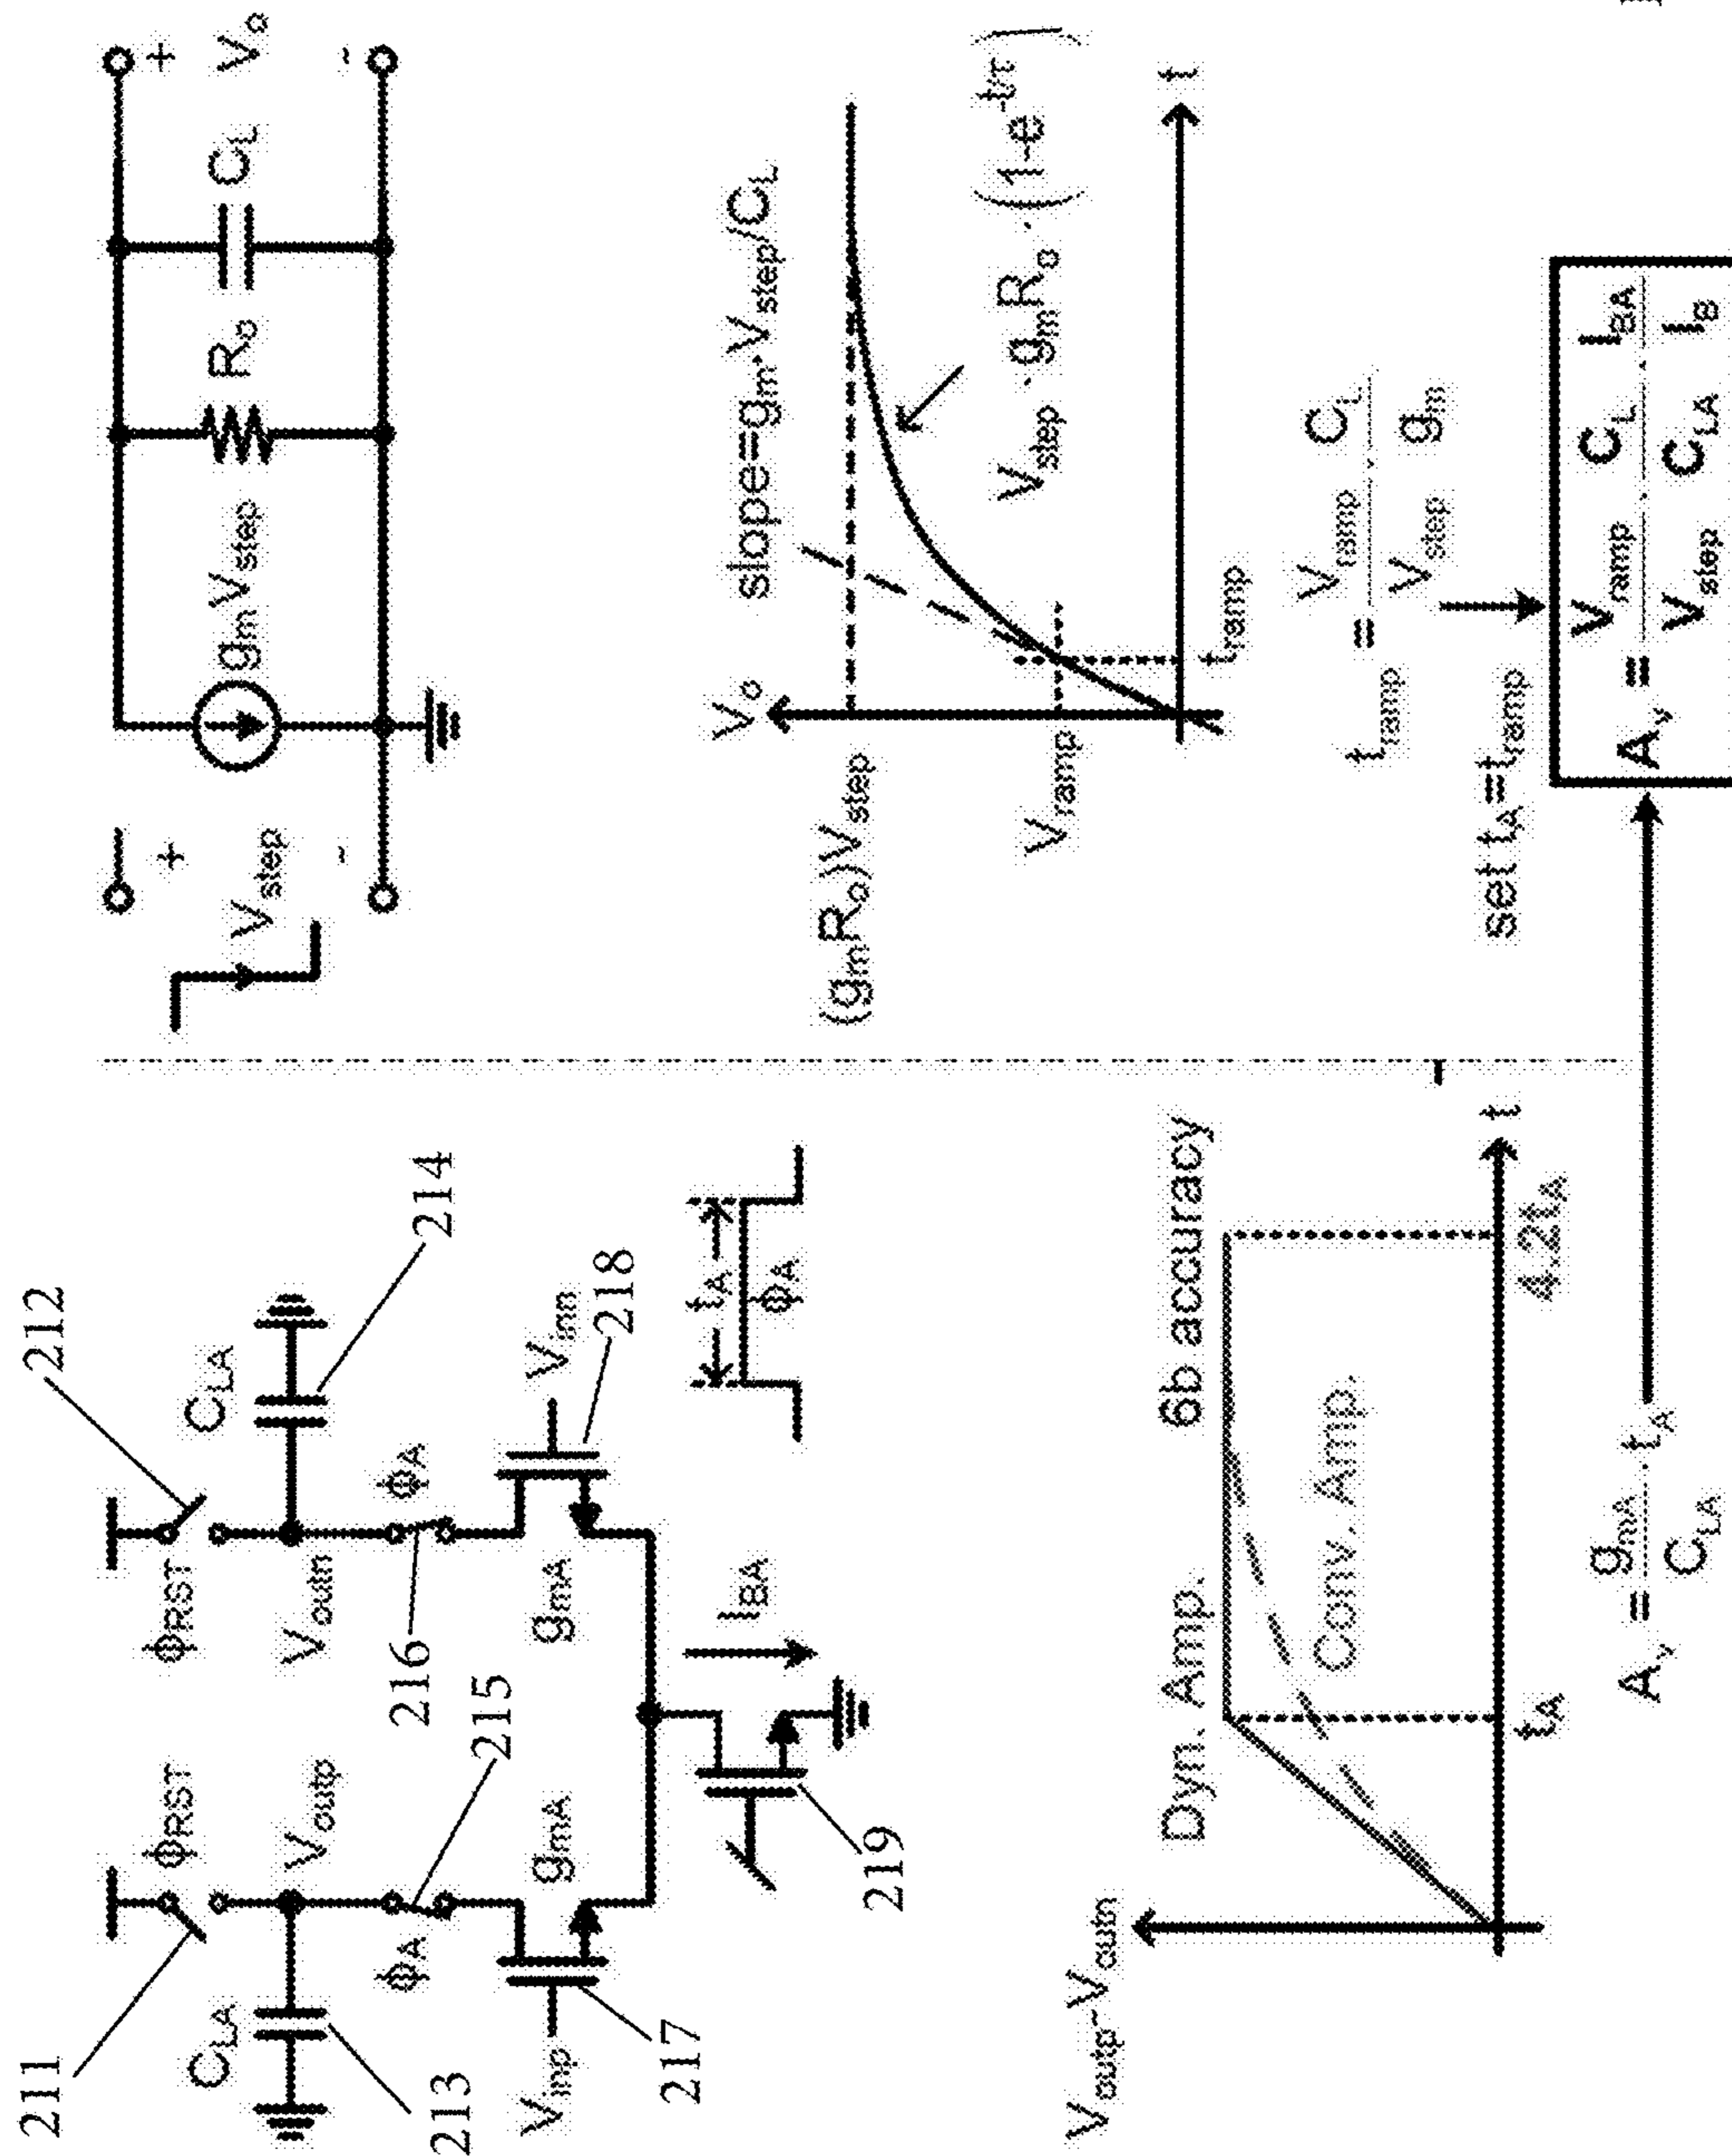 211
212
ΦRST
ΦRST
CLA
CLA
Voutp
Voutn
213
214
ΦA
ΦA
216
215
gmA
gmA
Vinp
Vinn
217
218
IBA
tA
ΦA
219
Voutp-Voutn
Dyn. Amp.
6b accuracy
Conv. Amp.
tA
4.2tA
t
Av = gmA/CLA · tA
+
Vstep
-
gmVstep
Ro
CL
+
Vo
-
Vo
slope=gm·Vstep/CL
(gmRo)Vstep
Vstep · gmRo · (1-e^-t/τ)
Vramp
tramp
t
tramp = Vramp/Vstep · CL/gm
set tA=tramp
Av = Vramp/Vstep · CL/CLA · IBA/IB